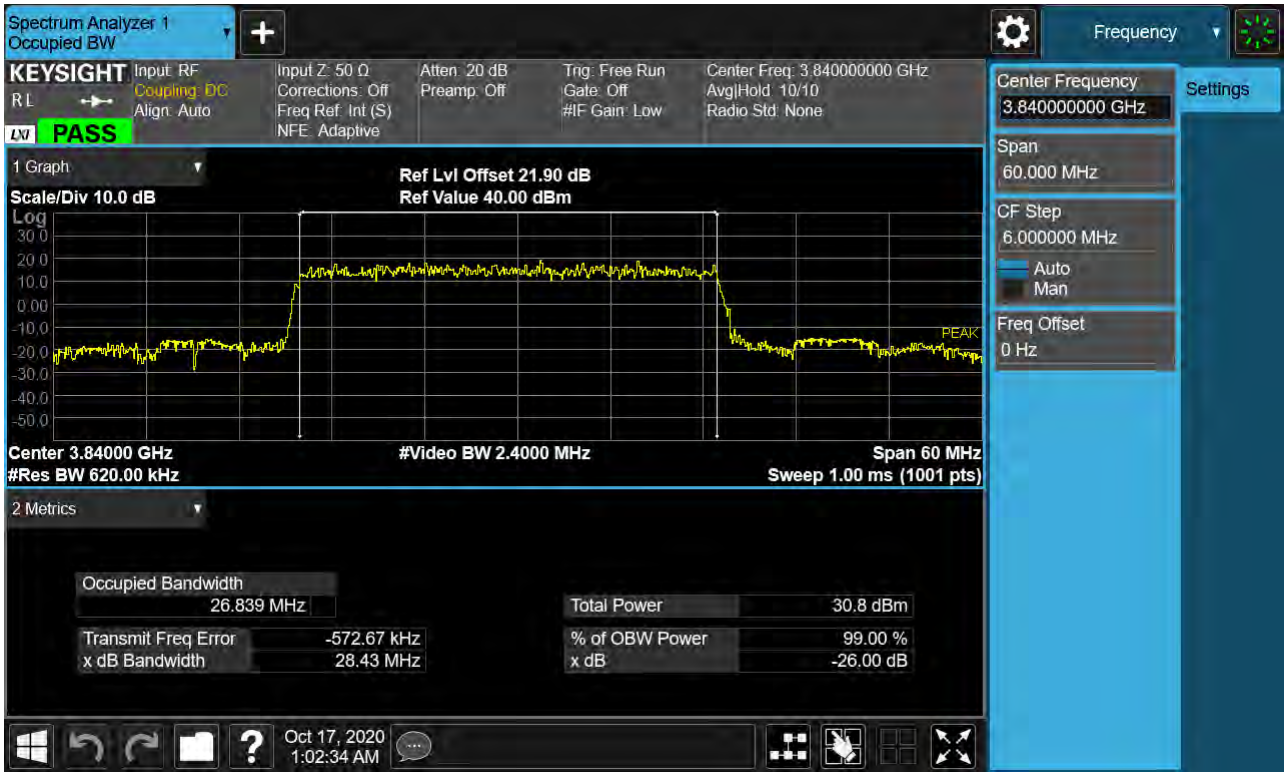 Spectrum Analyzer 1
Occupied BW
+
Frequency
KEYSIGHT
RL
LXI
PASS
Input: RF
Coupling: DC
Align: Auto
Input Z: 50 Ω
Corrections: Off
Freq Ref: Int (S)
NFE: Adaptive
Atten: 20 dB
Preamp: Off
Trig: Free Run
Gate: Off
#IF Gain: Low
Center Freq: 3.840000000 GHz
Avg|Hold: 10/10
Radio Std: None
Center Frequency
3.840000000 GHz
Settings
Span
60.000 MHz
CF Step
6.000000 MHz
Auto
Man
Freq Offset
0 Hz
1 Graph
Scale/Div 10.0 dB
Ref Lvl Offset 21.90 dB
Ref Value 40.00 dBm
Log
30.0
20.0
10.0
0.00
-10.0
-20.0
-30.0
-40.0
-50.0
PEAK
Center 3.84000 GHz
#Video BW 2.4000 MHz
Span 60 MHz
#Res BW 620.00 kHz
Sweep 1.00 ms (1001 pts)
2 Metrics
Occupied Bandwidth
26.839 MHz
Total Power 30.8 dBm
Transmit Freq Error -572.67 kHz
% of OBW Power 99.00 %
x dB Bandwidth 28.43 MHz
x dB -26.00 dB
?
Oct 17, 2020
1:02:34 AM